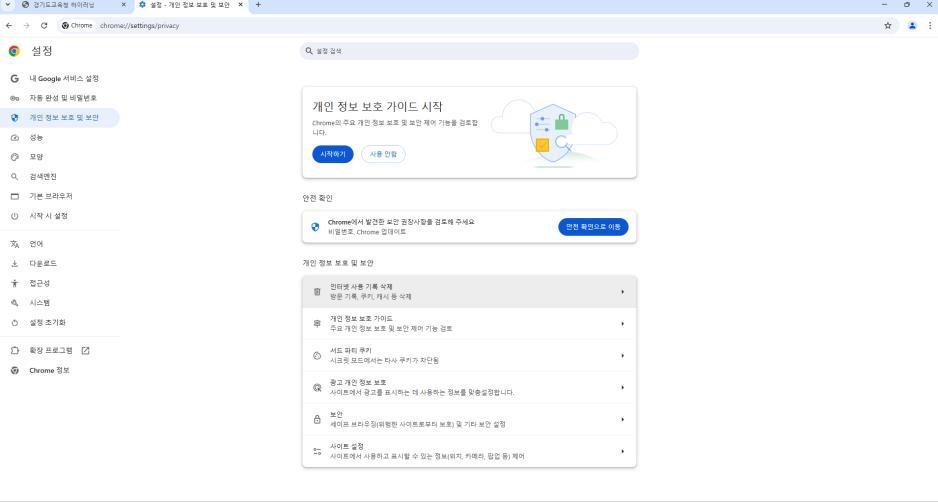 경기도교육청 하이러닝
설정 - 개인 정보 보호 및 보안
Chrome
chrome://settings/privacy
설정
설정 검색
내 Google 서비스 설정
자동 완성 및 비밀번호
개인 정보 보호 및 보안
성능
모양
검색엔진
기본 브라우저
시작 시 설정
언어
다운로드
접근성
시스템
설정 초기화
확장 프로그램
Chrome 정보
개인 정보 보호 가이드 시작
Chrome의 주요 개인 정보 보호 및 보안 제어 기능을 검토합
니다.
시작하기
사용 안함
안전 확인
Chrome에서 발견한 보안 권장사항을 검토해 주세요
비밀번호, Chrome 업데이트
안전 확인으로 이동
개인 정보 보호 및 보안
인터넷 사용 기록 삭제
방문 기록, 쿠키, 캐시 등 삭제
개인 정보 보호 가이드
주요 개인 정보 보호 및 보안 제어 기능 검토
서드 파티 쿠키
시크릿 모드에서는 타사 쿠키가 차단됨
광고 개인 정보 보호
사이트에서 광고를 표시하는 데 사용하는 정보를 맞춤설정합니다.
보안
세이프 브라우징(위험한 사이트로부터 보호) 및 기타 보안 설정
사이트 설정
사이트에서 사용하고 표시할 수 있는 정보(위치, 카메라, 팝업 등) 제어